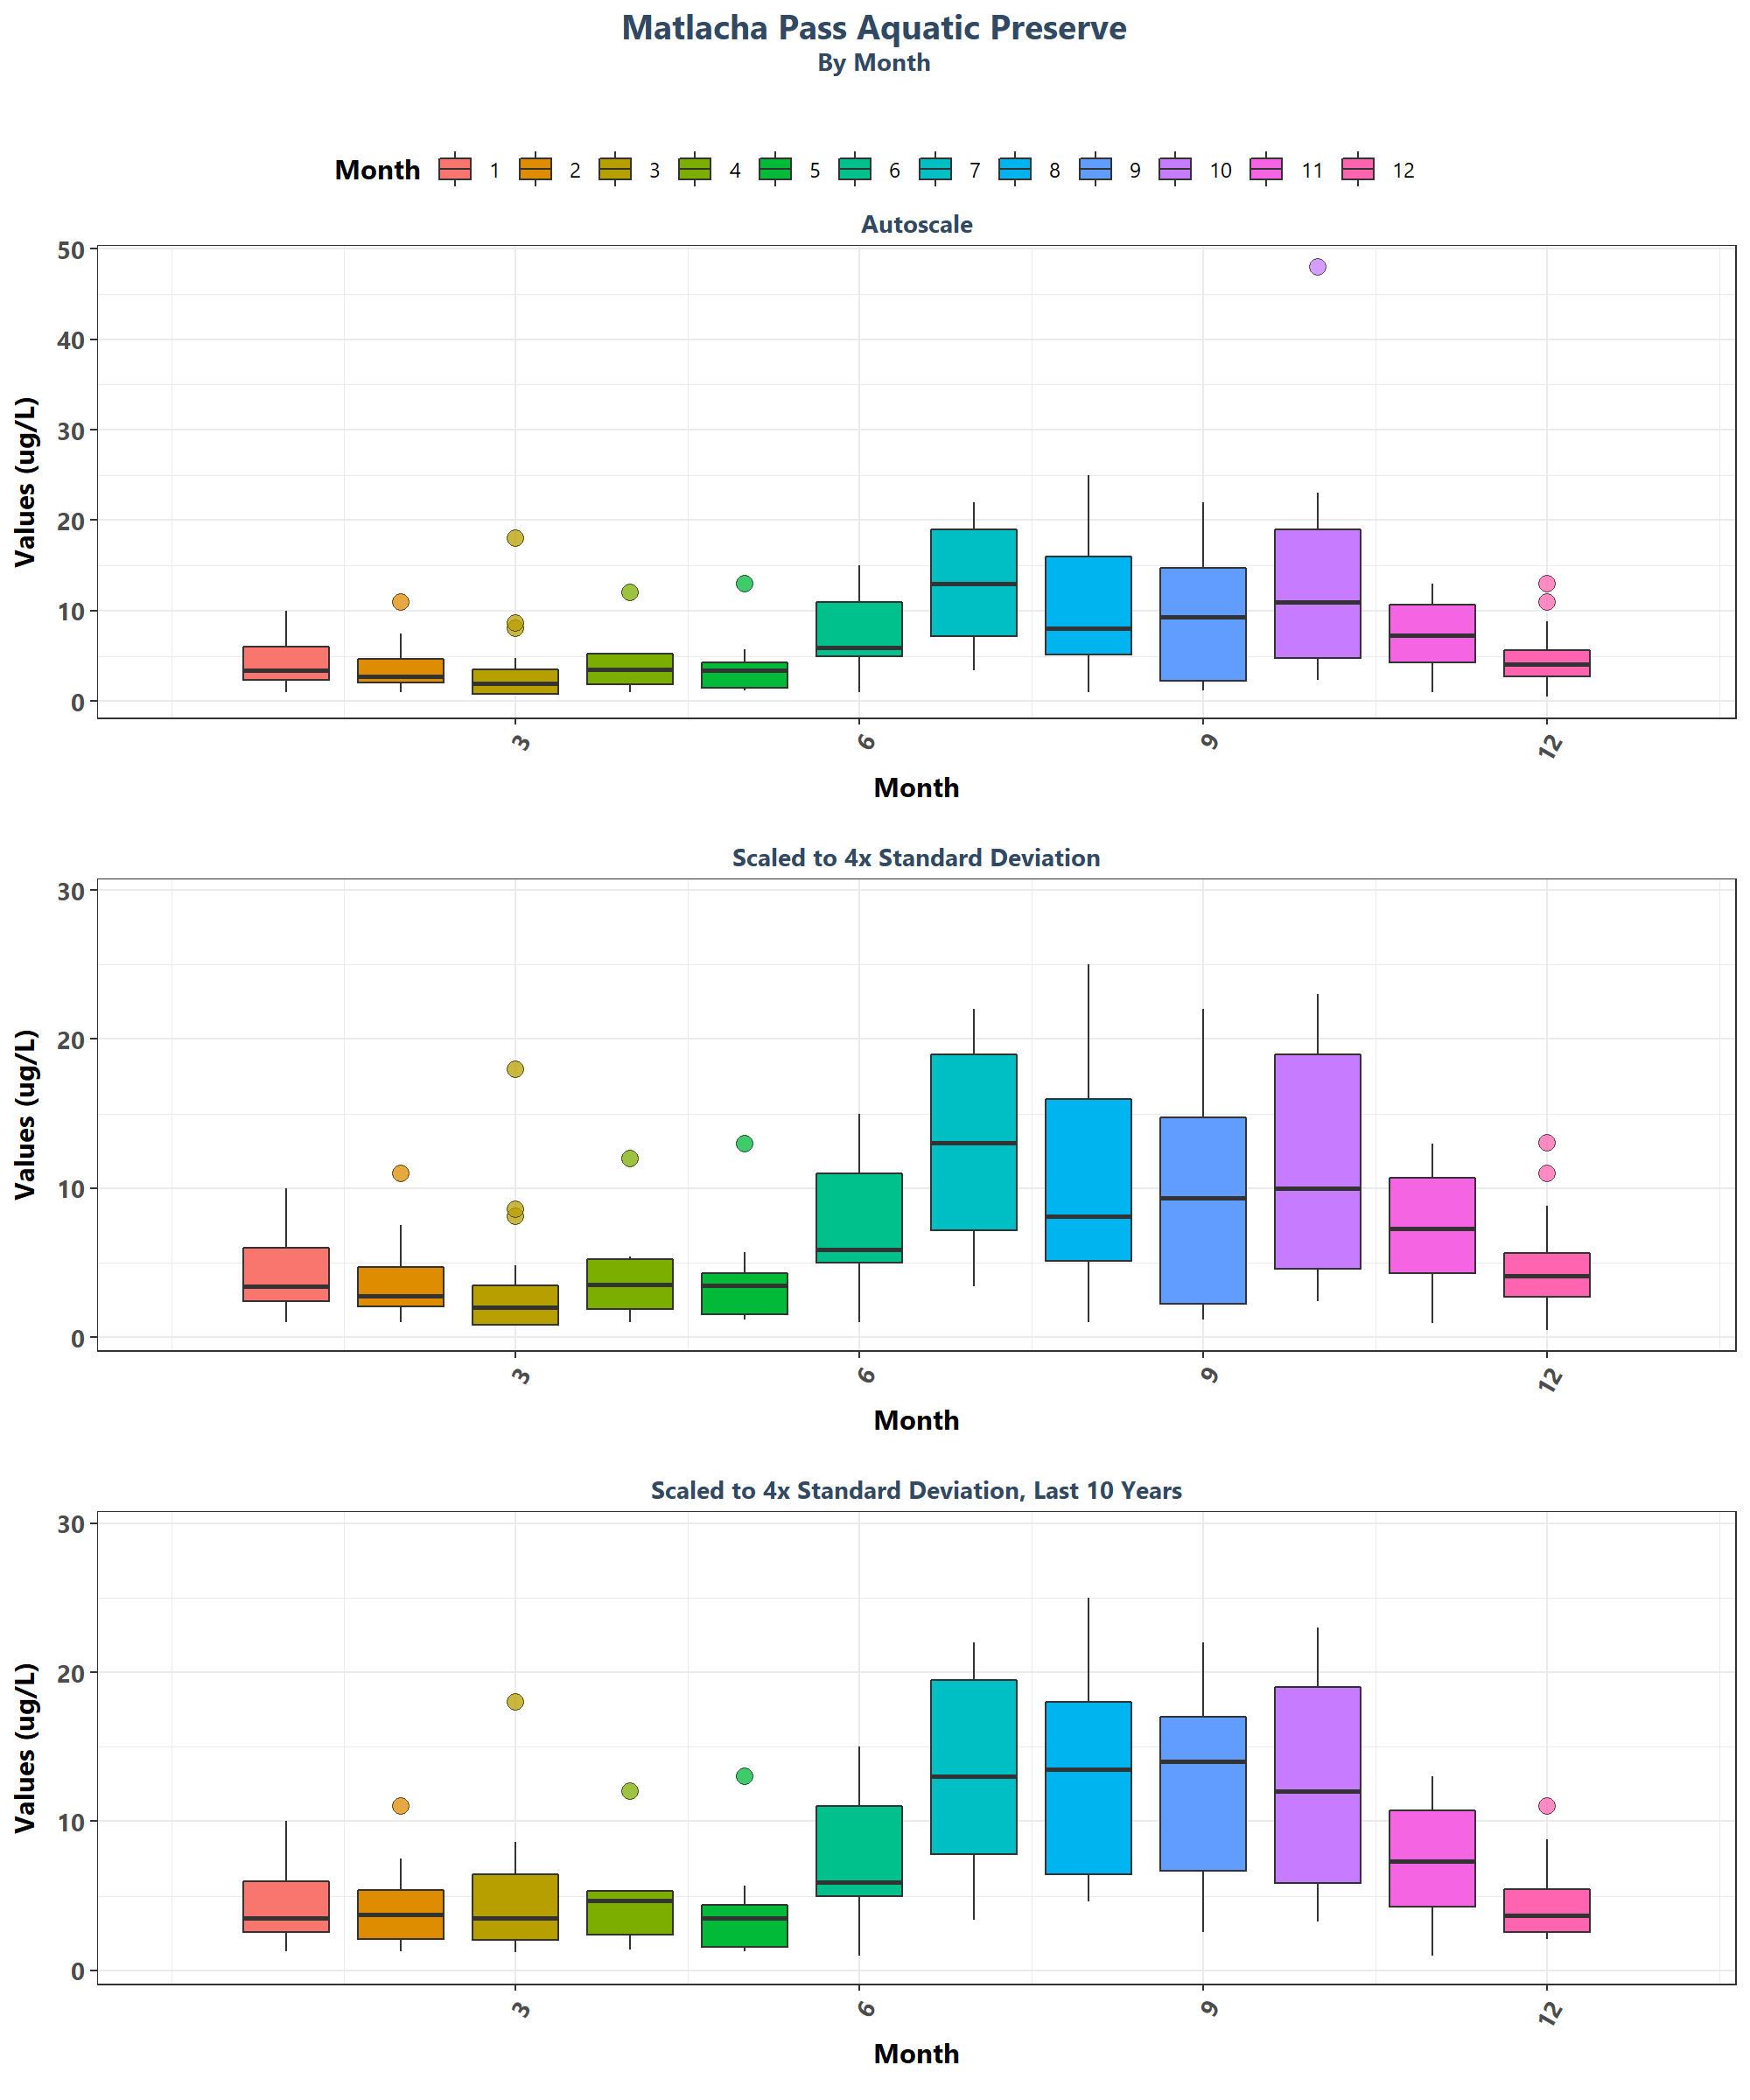 Matlacha Pass Aquatic Preserve
By Month
Month 1 2 3 4 5 6 7 8 9 10 11 12
Autoscale
Values (ug/L)
50
40
30
20
10
0
3 6 9 12
Month
Scaled to 4x Standard Deviation
Values (ug/L)
30
20
10
0
3 6 9 12
Month
Scaled to 4x Standard Deviation, Last 10 Years
Values (ug/L)
30
20
10
0
3 6 9 12
Month